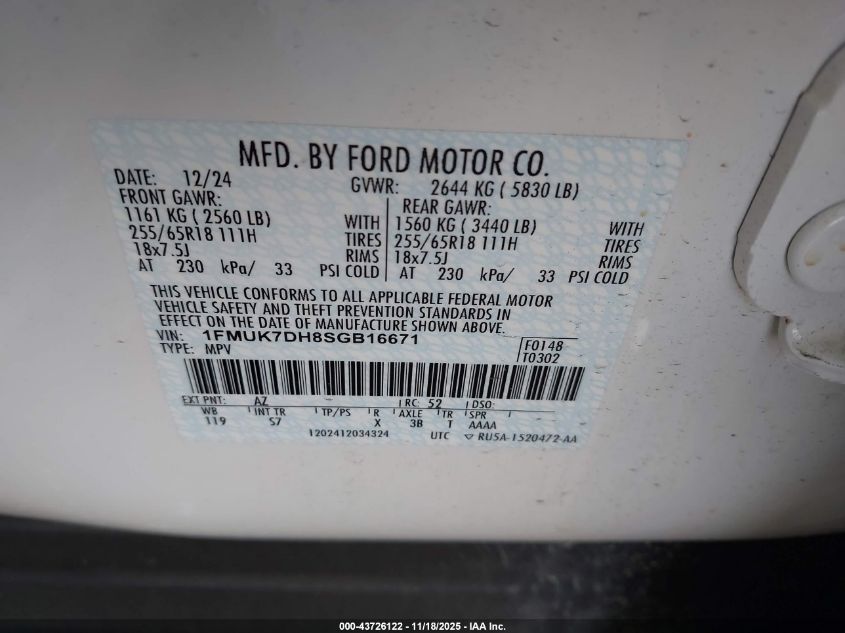 MFD. BY FORD MOTOR CO.
DATE: 12/24 GVWR: 2644 KG ( 5830 LB)
FRONT GAWR: REAR GAWR:
1161 KG ( 2560 LB) WITH 1560 KG ( 3440 LB) WITH
255/65R18 111H TIRES 255/65R18 111H TIRES
18x7.5J RIMS 18x7.5J RIMS
AT 230 kPa/ 33 PSI COLD AT 230 kPa/ 33 PSI COLD
THIS VEHICLE CONFORMS TO ALL APPLICABLE FEDERAL MOTOR
VEHICLE SAFETY AND THEFT PREVENTION STANDARDS IN
EFFECT ON THE DATE OF MANUFACTURE SHOWN ABOVE.
VIN: 1FMUK7DH8SGB16671 F0148
TYPE: MPV T0302
EXT PNT: AZ RC: 52 DSO:
WB INT TR TP/PS R AXLE TR SPR
119 S7 X 3B T AAAA
1202412034324 UTC ▽ RU5A-1520472-AA
000-43726122 - 11/18/2025 - IAA Inc.